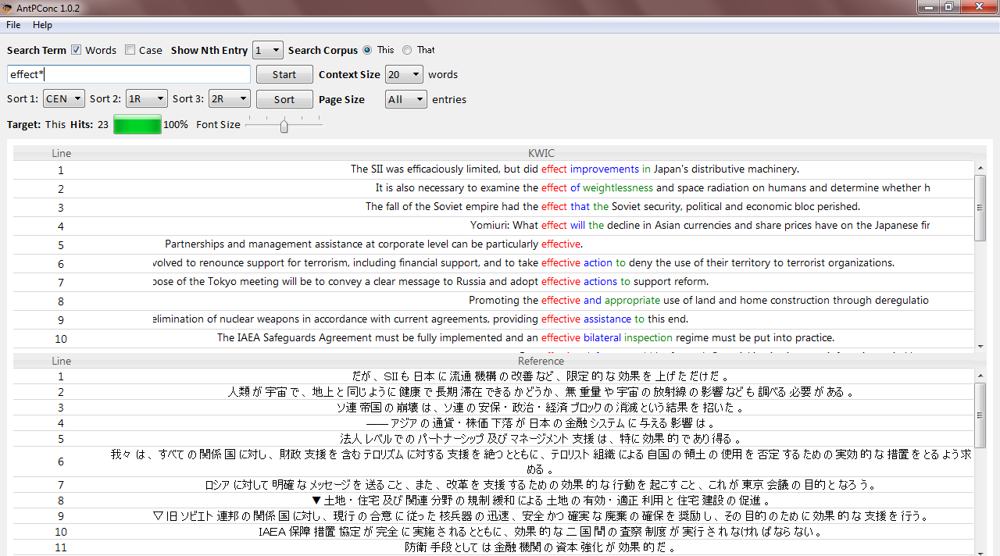 AntPConc 1.0.2
File Help
Search Term Words Case Show Nth Entry 1 Search Corpus This That
effect* Start Context Size 20 words
Sort 1: CEN Sort 2: 1R Sort 3: 2R Sort Page Size All entries
Target: This Hits: 23 100% Font Size
Line KWIC
1 The SII was efficaciously limited, but did effect improvements in Japan's distributive machinery.
2 It is also necessary to examine the effect of weightlessness and space radiation on humans and determine whether h
3 The fall of the Soviet empire had the effect that the Soviet security, political and economic bloc perished.
4 Yomiuri: What effect will the decline in Asian currencies and share prices have on the Japanese fir
5 Partnerships and management assistance at corporate level can be particularly effective.
6 volved to renounce support for terrorism, including financial support, and to take effective action to deny the use of their territory to terrorist organizations.
7 pose of the Tokyo meeting will be to convey a clear message to Russia and adopt effective actions to support reform.
8 Promoting the effective and appropriate use of land and home construction through deregulatio
9 elimination of nuclear weapons in accordance with current agreements, providing effective assistance to this end.
10 The IAEA Safeguards Agreement must be fully implemented and an effective bilateral inspection regime must be put into practice.
Line Reference
1 だが 、 SII も 日本 に 流通 機構 の 改善 など 、 限定 的 な 効果 を 上げ た だけ だ 。
2 人類 が 宇宙 で 、 地上 と 同じ ように 健康 で 長期 滞在 できる か どう か 、 無 重量 や 宇宙 の 放射線 の 影響 など も 調べる 必要 が ある 。
3 ソ連 帝国 の 崩壊 は 、 ソ連 の 安保 ・ 政治 ・ 経済 ブロック の 消滅 という 結果 を 招い た 。
4 ―― アジア の 通貨 ・ 株価 下落 が 日本 の 金融 システム に 与える 影響 は 。
5 法人 レベル で の パートナーシップ 及び マネージメント 支援 は 、 特に 効果 的 で あり 得る 。
6 我々 は 、 すべて の 関係 国 に対し 、 財政 支援 を 含む テロリズム に対する 支援 を 絶つ とともに 、 テロリスト 組織 による 自国 の 領土 の 使用 を 否定 する ため の 実効 的 な 措置 を とる よう 求
める 。
7 ロシア に対して 明確 な メッセージ を 送る こと 、 また 、 改革 を 支援 する ため の 効果 的 な 行動 を 起こす こと 、 これ が 東京 会議 の 目的 と なろ う 。
8 ▼ 土地 ・ 住宅 及び 関連 分野 の 規制 緩和 による 土地 の 有効 ・ 適正 利用 と 住宅 建設 の 促進 。
9 ▽ 旧 ソビエト 連邦 の 関係 国 に対し 、 現行 の 合意 に 従っ た 核兵器 の 迅速 、 安全 かつ 確実 な 廃棄 の 確保 を 奨励 し 、 その 目的 の ため に 効果 的 な 支援 を 行う 。
10 IAEA 保障 措置 協定 が 完全 に 実施 さ れる とともに 、 効果 的 な 二 国 間 の 査察 制度 が 実行 さ れ なけれ ば なら ない 。
11 防衛 手段 として は 金融 機関 の 資本 強化 が 効果 的 だ 。